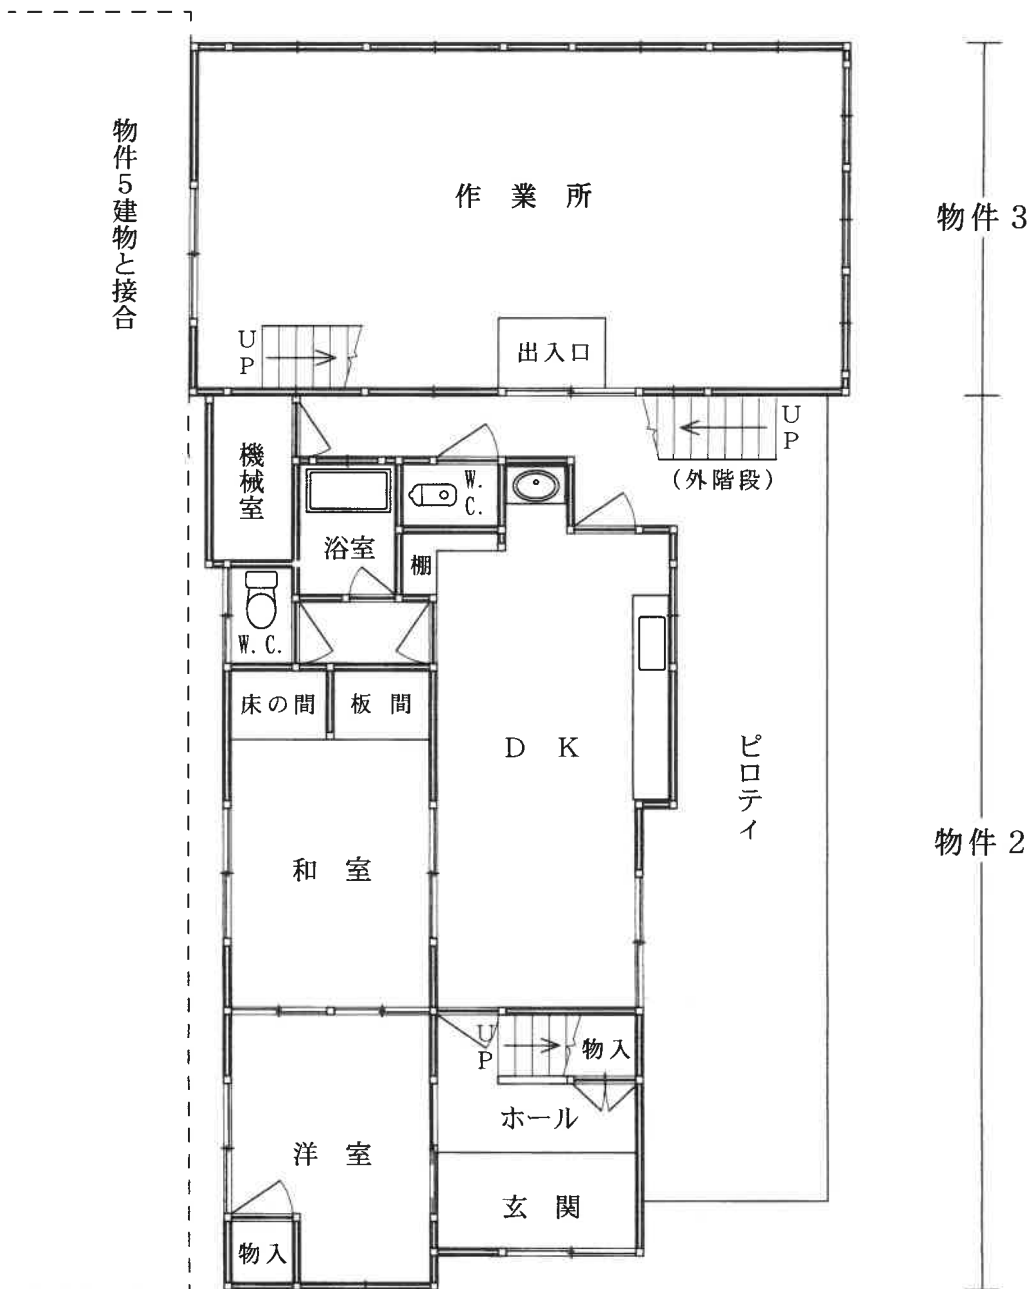 物件５建物と接合
作業所
物件３
UP
出入口
UP
(外階段)
機械室
浴室
W.C.
棚
W.C.
床の間
板間
DK
ピロティ
物件２
和室
UP
物入
ホール
洋室
玄関
物入